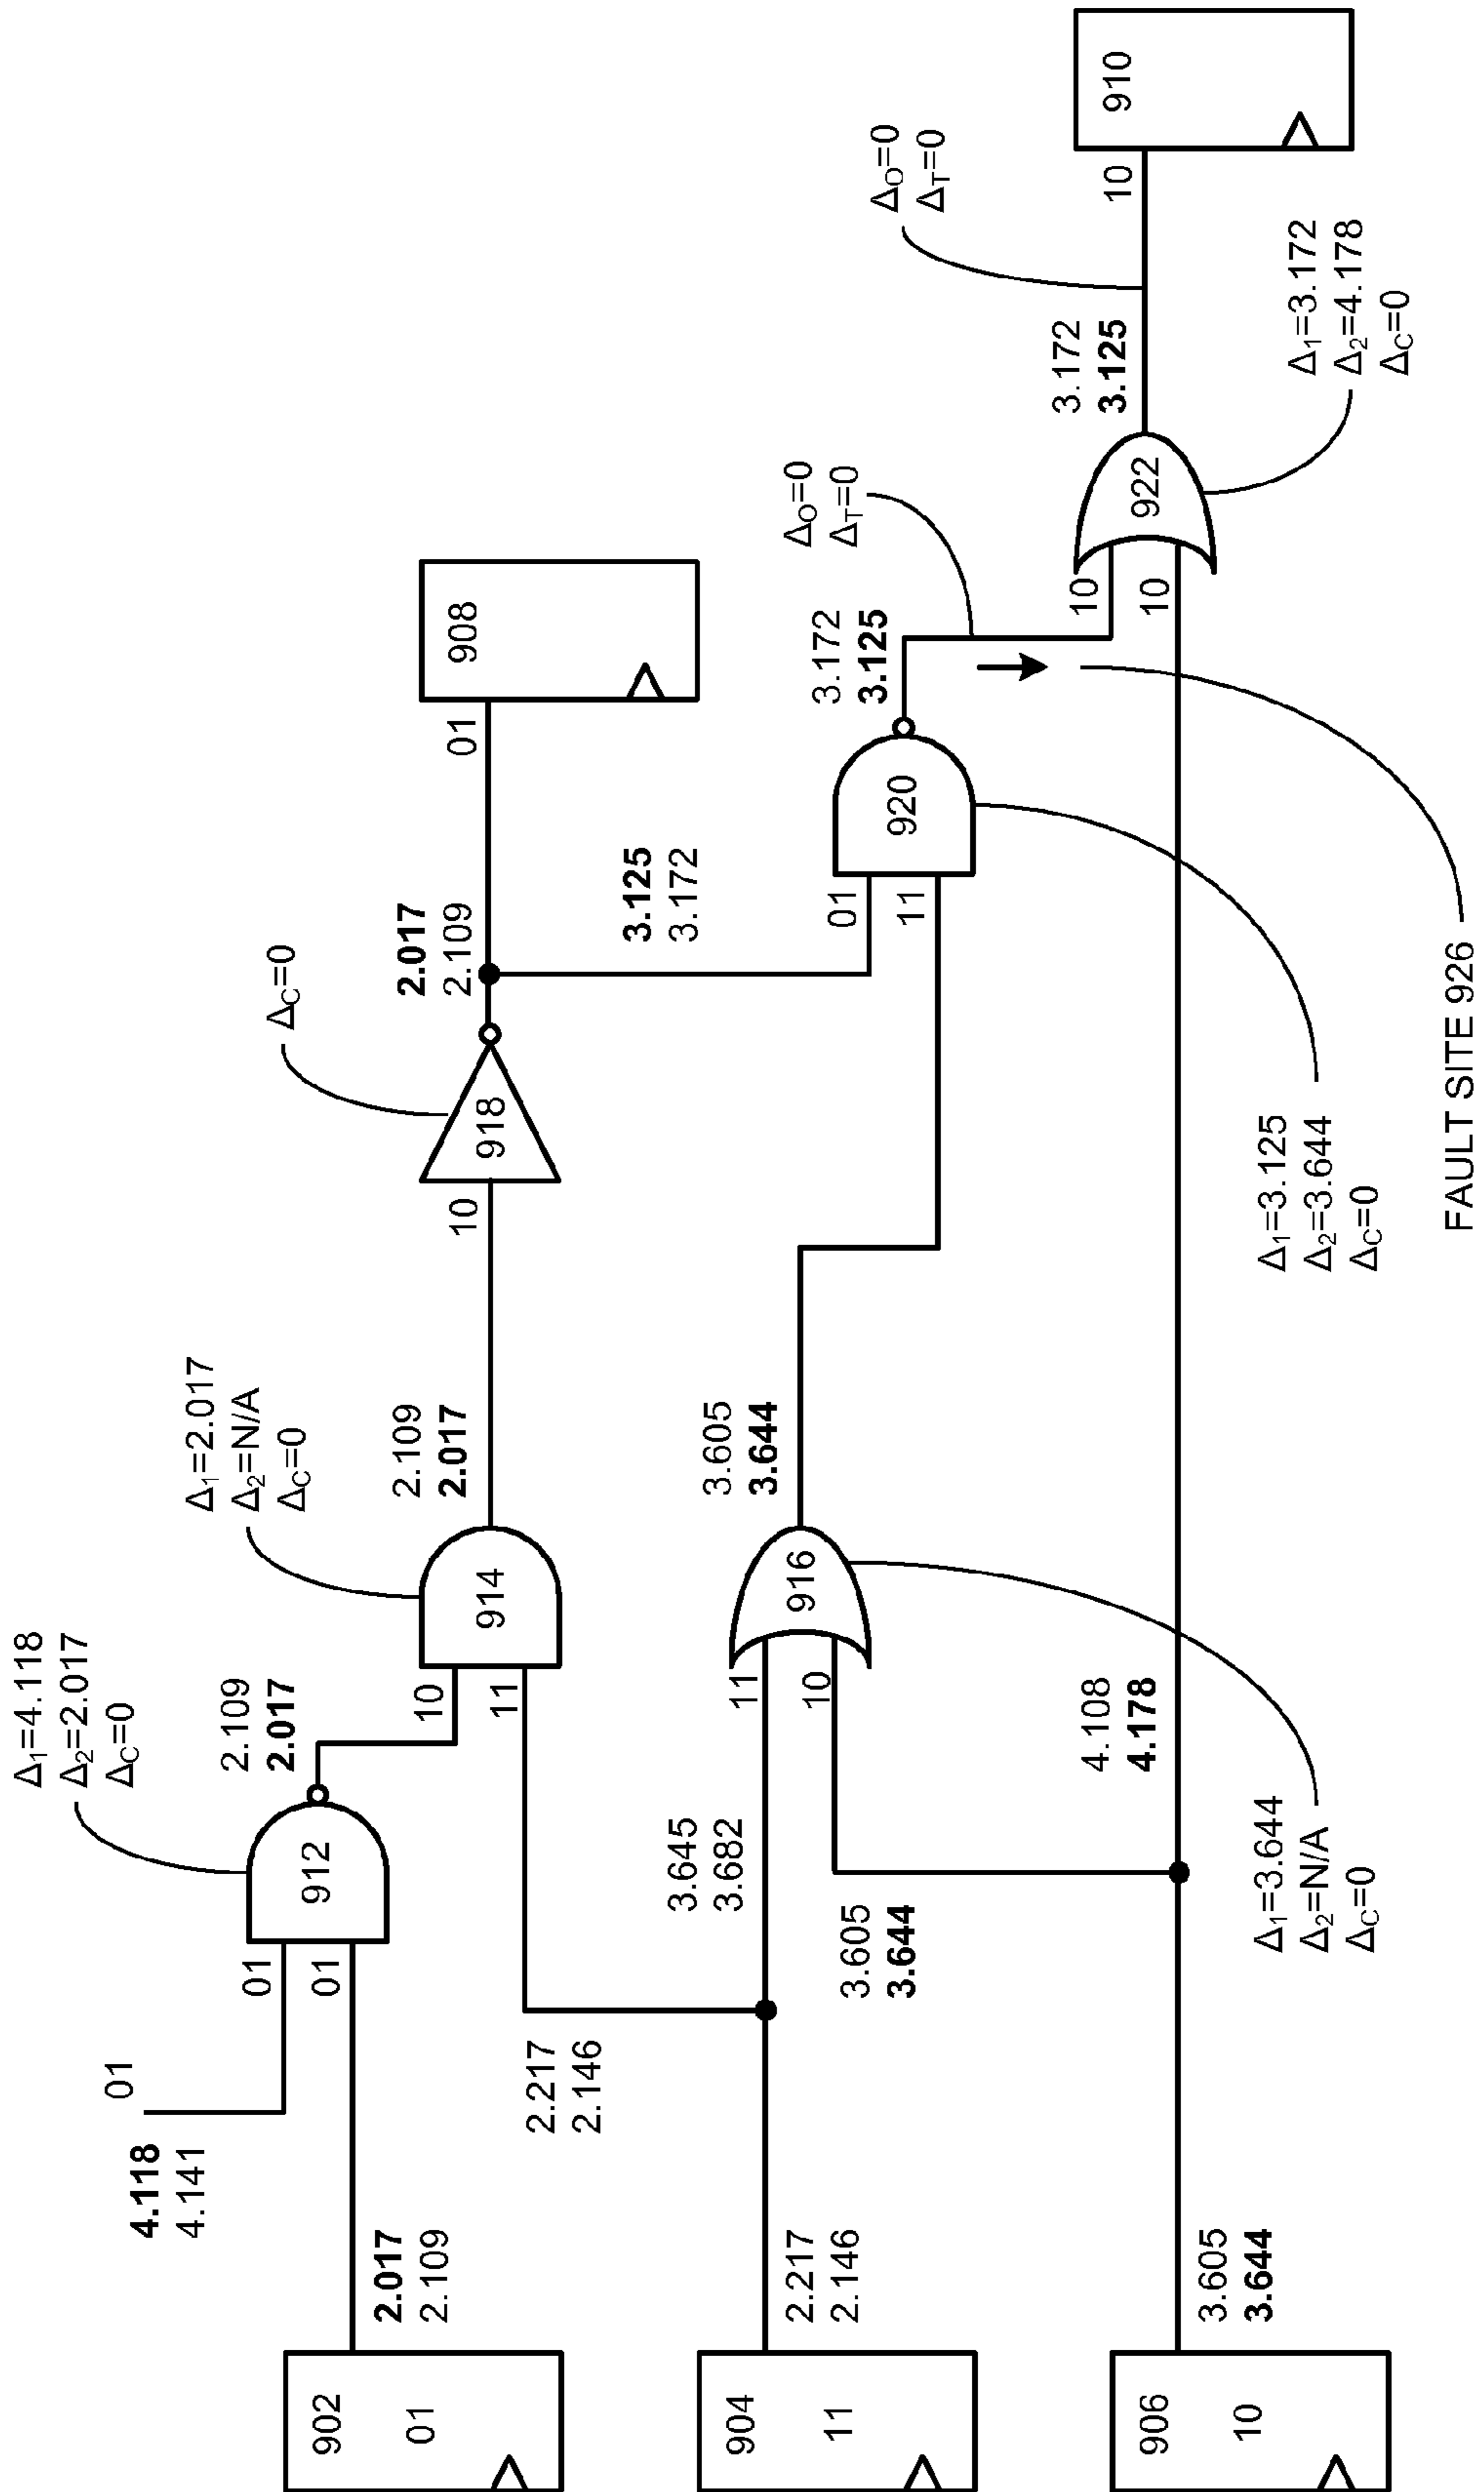 4.118
4.141
01
Δ₁=4.118
Δ₂=2.017
ΔC=0
01
01
912
2.109
2.017
902
01
2.017
2.109
10
11
914
Δ₁=2.017
Δ₂=N/A
ΔC=0
2.109
2.017
10
918
ΔC=0
2.017
2.109
01
908
2.217
2.146
904
11
2.217
2.146
3.645
3.682
11
10
916
3.605
3.644
3.605
3.644
3.125
3.172
01
11
920
3.172
3.125
ΔO=0
ΔT=0
906
10
3.605
3.644
4.108
4.178
10
10
922
3.172
3.125
ΔO=0
ΔT=0
10
910
Δ₁=3.644
Δ₂=N/A
ΔC=0
Δ₁=3.125
Δ₂=3.644
ΔC=0
Δ₁=3.172
Δ₂=4.178
ΔC=0
FAULT SITE 926